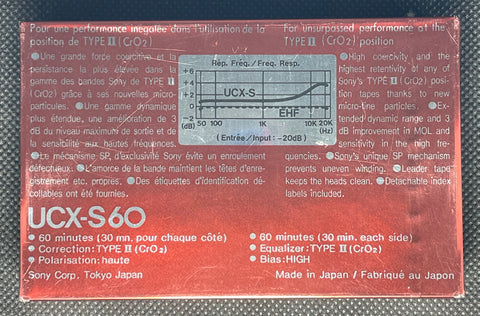 Pour une performance inégalée dans l'utilisation de la
position de TYPE II (CrO2)
● Une grande force coercitive et la
persistance la plus élevée dans la
gamme des bandes Sony de TYPE II
(CrO2) grâce à ses nouvelles micro-
particules. ● Une gamme dynamique
plus étendue, une amélioration de 3
dB du niveau maximum de sortie et de
la sensibilité aux hautes fréquences.
● Le mécanisme SP d'exclusivité Sony évite un enroulement
défectueux. ● L'amorce de la bande maintient les têtes d'enre-
gistrement etc. propres. ● Des étiquettes d'identification dé-
collables ont été fournies.
For unsurpassed performance at the
TYPE II (CrO2) position
● High coercivity and the
highest retentivity of any of
Sony's TYPE II (CrO2) posi-
tion tapes thanks to new
micro-fine particles. ● Ex-
tended dynamic range and 3
dB improvement in MOL and
sensitivity in the high fre-
quencies.
● Sony's unique SP mechanism
prevents uneven winding. ● Leader tape
keeps the heads clean. ● Detachable index
labels included.
Rép. Fréq./Freq. Resp.
+6
+4
+2
0
−2
(dB)
UCX-S
EHF
50 100 1K 10K 20K
(Hz)
(Entrée/Input: −20dB)
UCX-S60
● 60 minutes (30 mn. pour chaque côté)
● Correction: TYPE II (CrO2)
● Polarisation: haute
Sony Corp. Tokyo Japan
● 60 minutes (30 min. each side)
● Equalizer: TYPE II (CrO2)
● Bias: HIGH
Made in Japan / Fabriqué au Japon